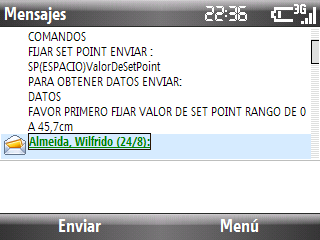 Mensajes 22:36 3G
COMANDOS
FIJAR SET POINT ENVIAR :
SP(ESPACIO)ValorDeSetPoint
PARA OBTENER DATOS ENVIAR:
DATOS
FAVOR PRIMERO FIJAR VALOR DE SET POINT RANGO DE 0
A 45,7cm
Almeida, Wilfrido (24/8):
Enviar Menú